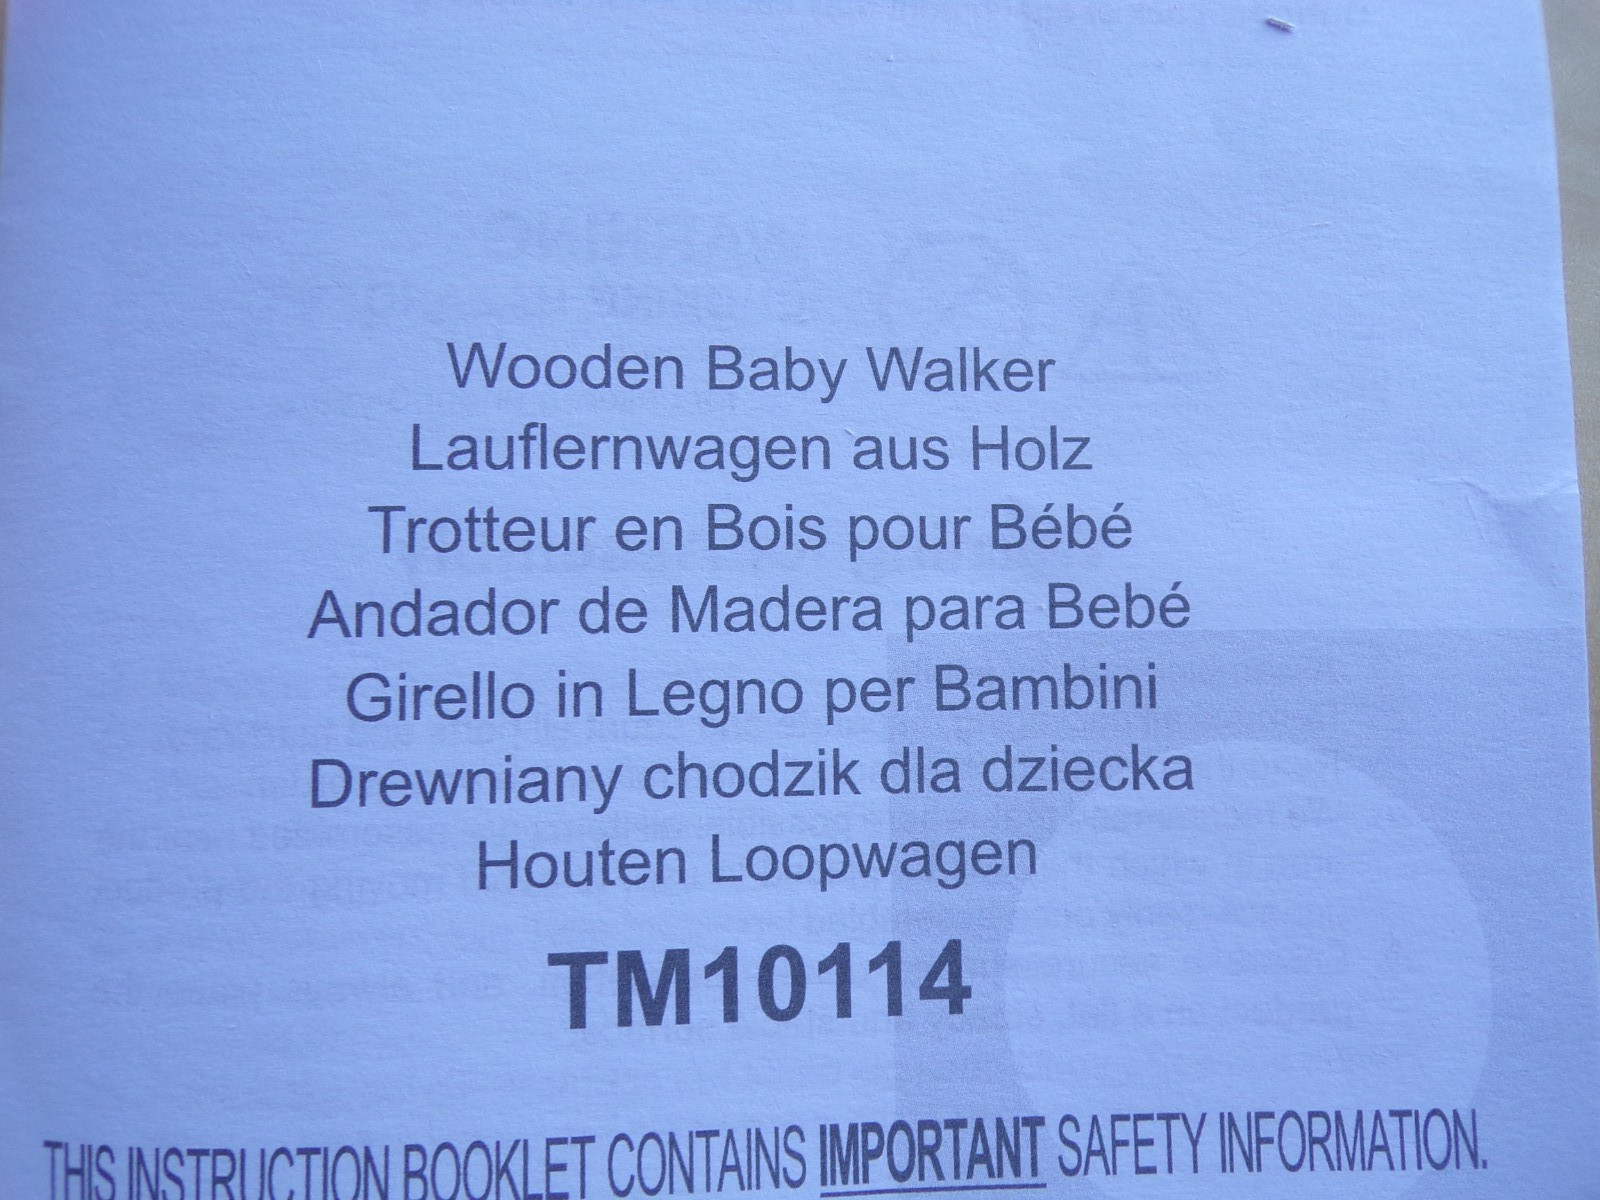 Wooden Baby Walker
Lauflernwagen aus Holz
Trotteur en Bois pour Bébé
Andador de Madera para Bebé
Girello in Legno per Bambini
Drewniany chodzik dla dziecka
Houten Loopwagen
TM10114
THIS INSTRUCTION BOOKLET CONTAINS IMPORTANT SAFETY INFORMATION.